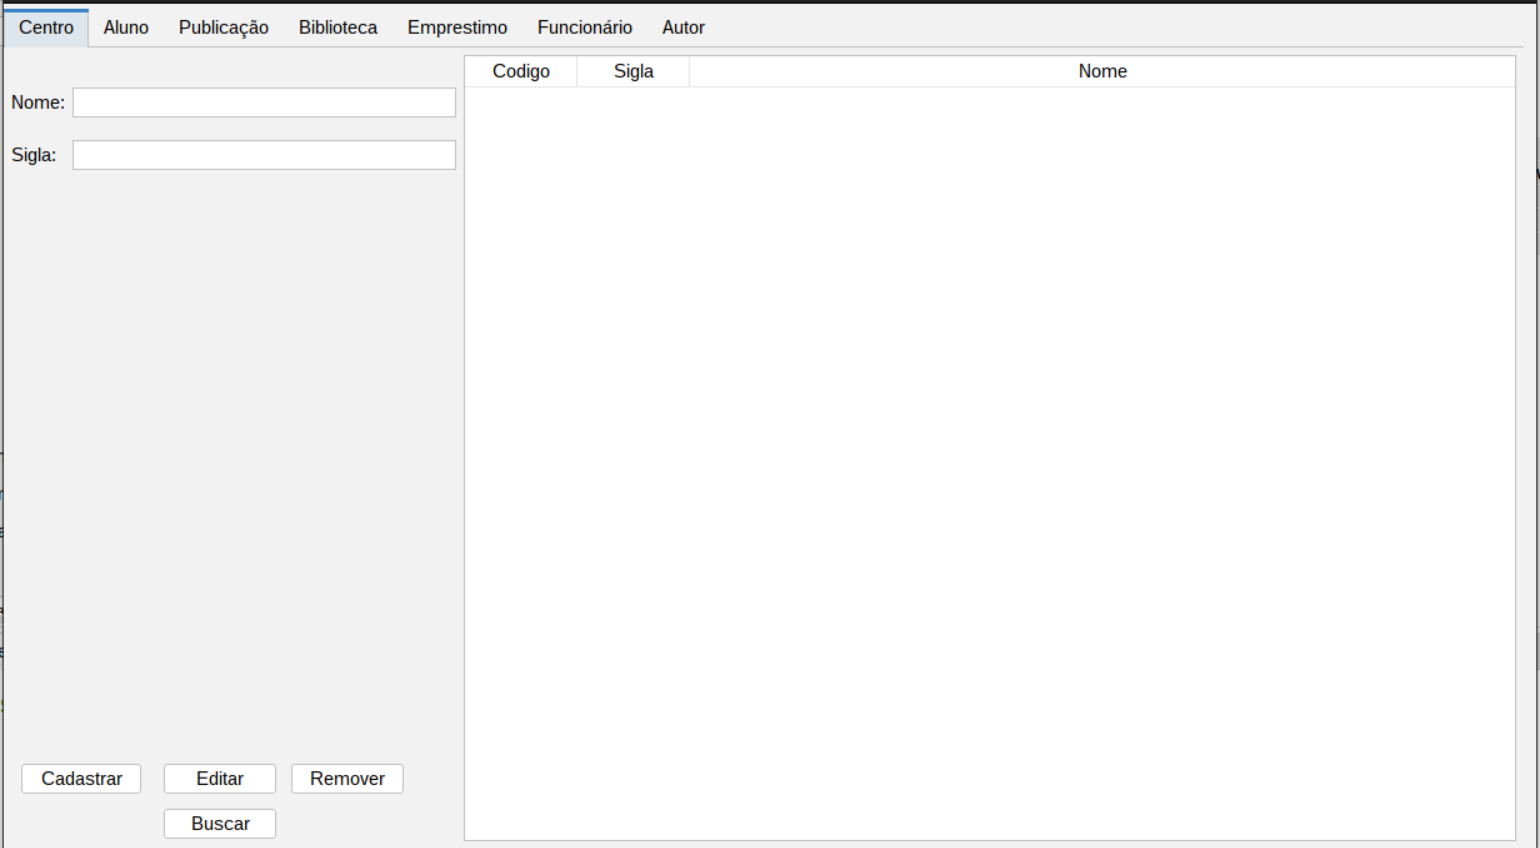 Centro Aluno Publicação Biblioteca Emprestimo Funcionário Autor
Codigo Sigla Nome
Nome:
Sigla:
Cadastrar Editar Remover
Buscar